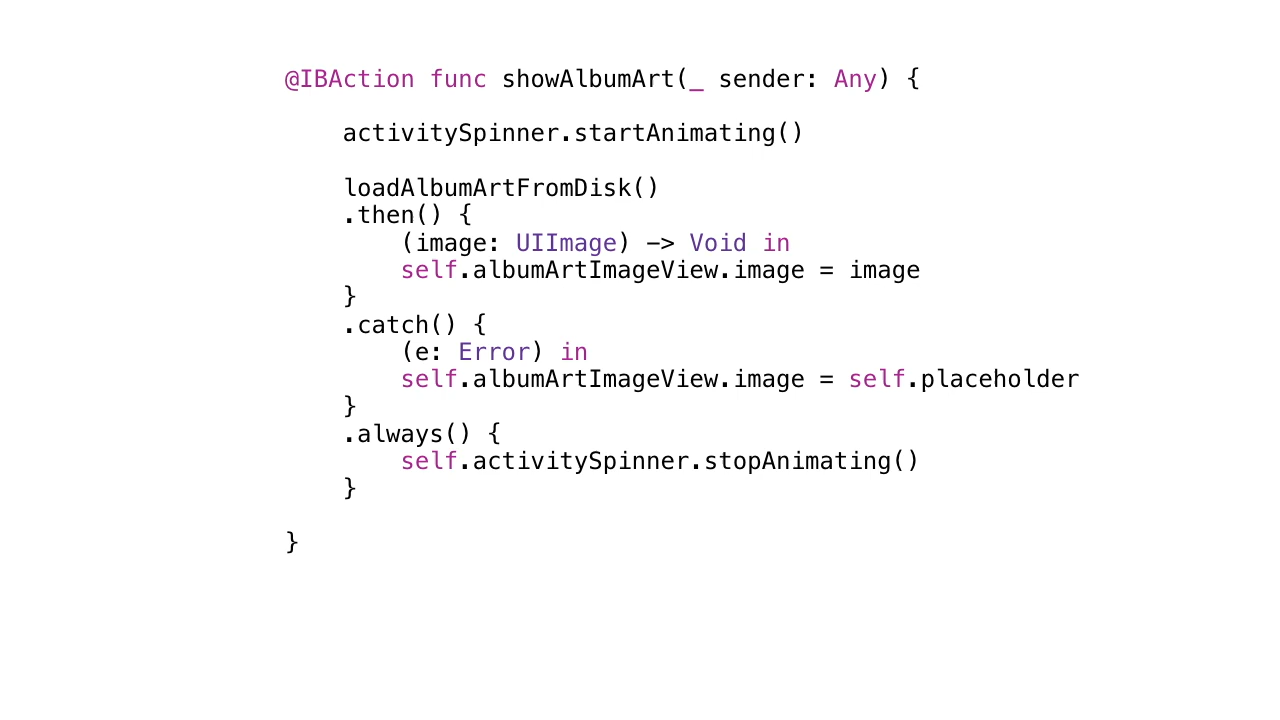 @IBAction func showAlbumArt(_ sender: Any) {
activitySpinner.startAnimating()
loadAlbumArtFromDisk()
.then() {
(image: UIImage) -> Void in
self.albumArtImageView.image = image
}
.catch() {
(e: Error) in
self.albumArtImageView.image = self.placeholder
}
.always() {
self.activitySpinner.stopAnimating()
}
}